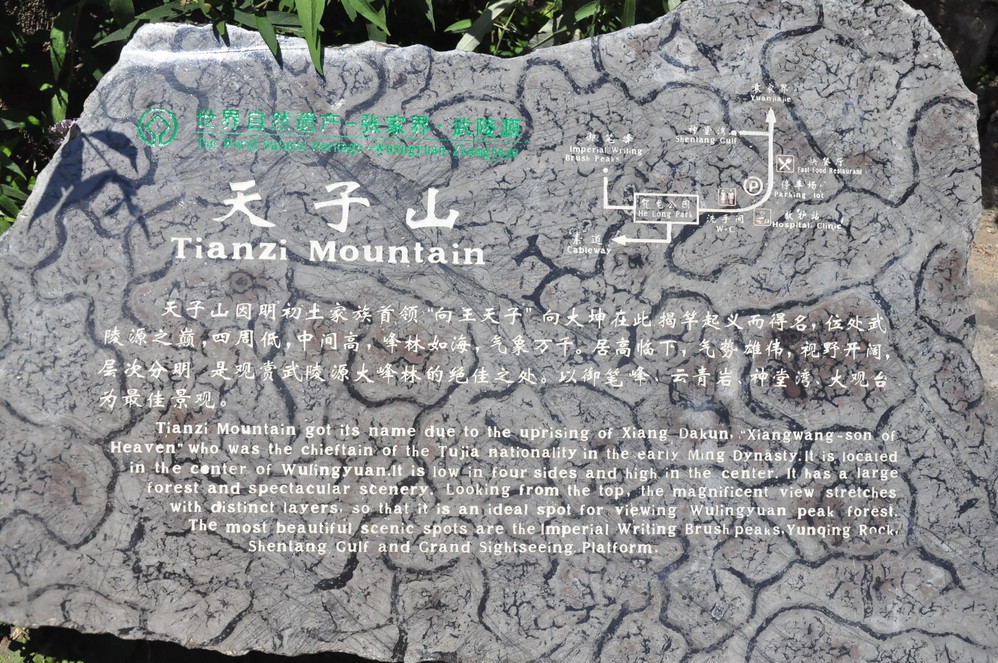 世界自然遗产-张家界·武陵源
The World Natural Heritage-Wulingyuan Zhangjiajie
天子山
Tianzi Mountain
Yuanjiajie
Shentang Gulf
御笔峰
Imperial Writing
Brush Peaks
快餐厅
Fast Food Restaurant
P
停车场
Parking lot
贺龙公园
He Long Park
洗手间
W·C
救护站
Hospital, Clinic
索道
Cableway
天子山因明初土家族首领“向王天子”向大坤在此揭竿起义而得名，位处武
陵源之巅，四周低，中间高，峰林如海，气象万千。居高临下，气势雄伟，视野开阔，
层次分明，是观赏武陵源大峰林的绝佳之处。以御笔峰、云青岩、神堂湾、大观台
为最佳景观。
Tianzi Mountain got its name due to the uprising of Xiang Dakun, "Xiangwang-son of
Heaven" who was the chieftain of the Tujia nationality in the early Ming Dynasty.It is located
in the center of Wulingyuan.It is low in four sides and high in the center. It has a large
forest and spectacular scenery. Looking from the top, the magnificent view stretches
with distinct layers, so that it is an ideal spot for viewing Wulingyuan peak forest.
The most beautiful scenic spots are the Imperial Writing Brush peaks,Yunqing Rock,
Shentang Gulf and Grand Sightseeing Platform.